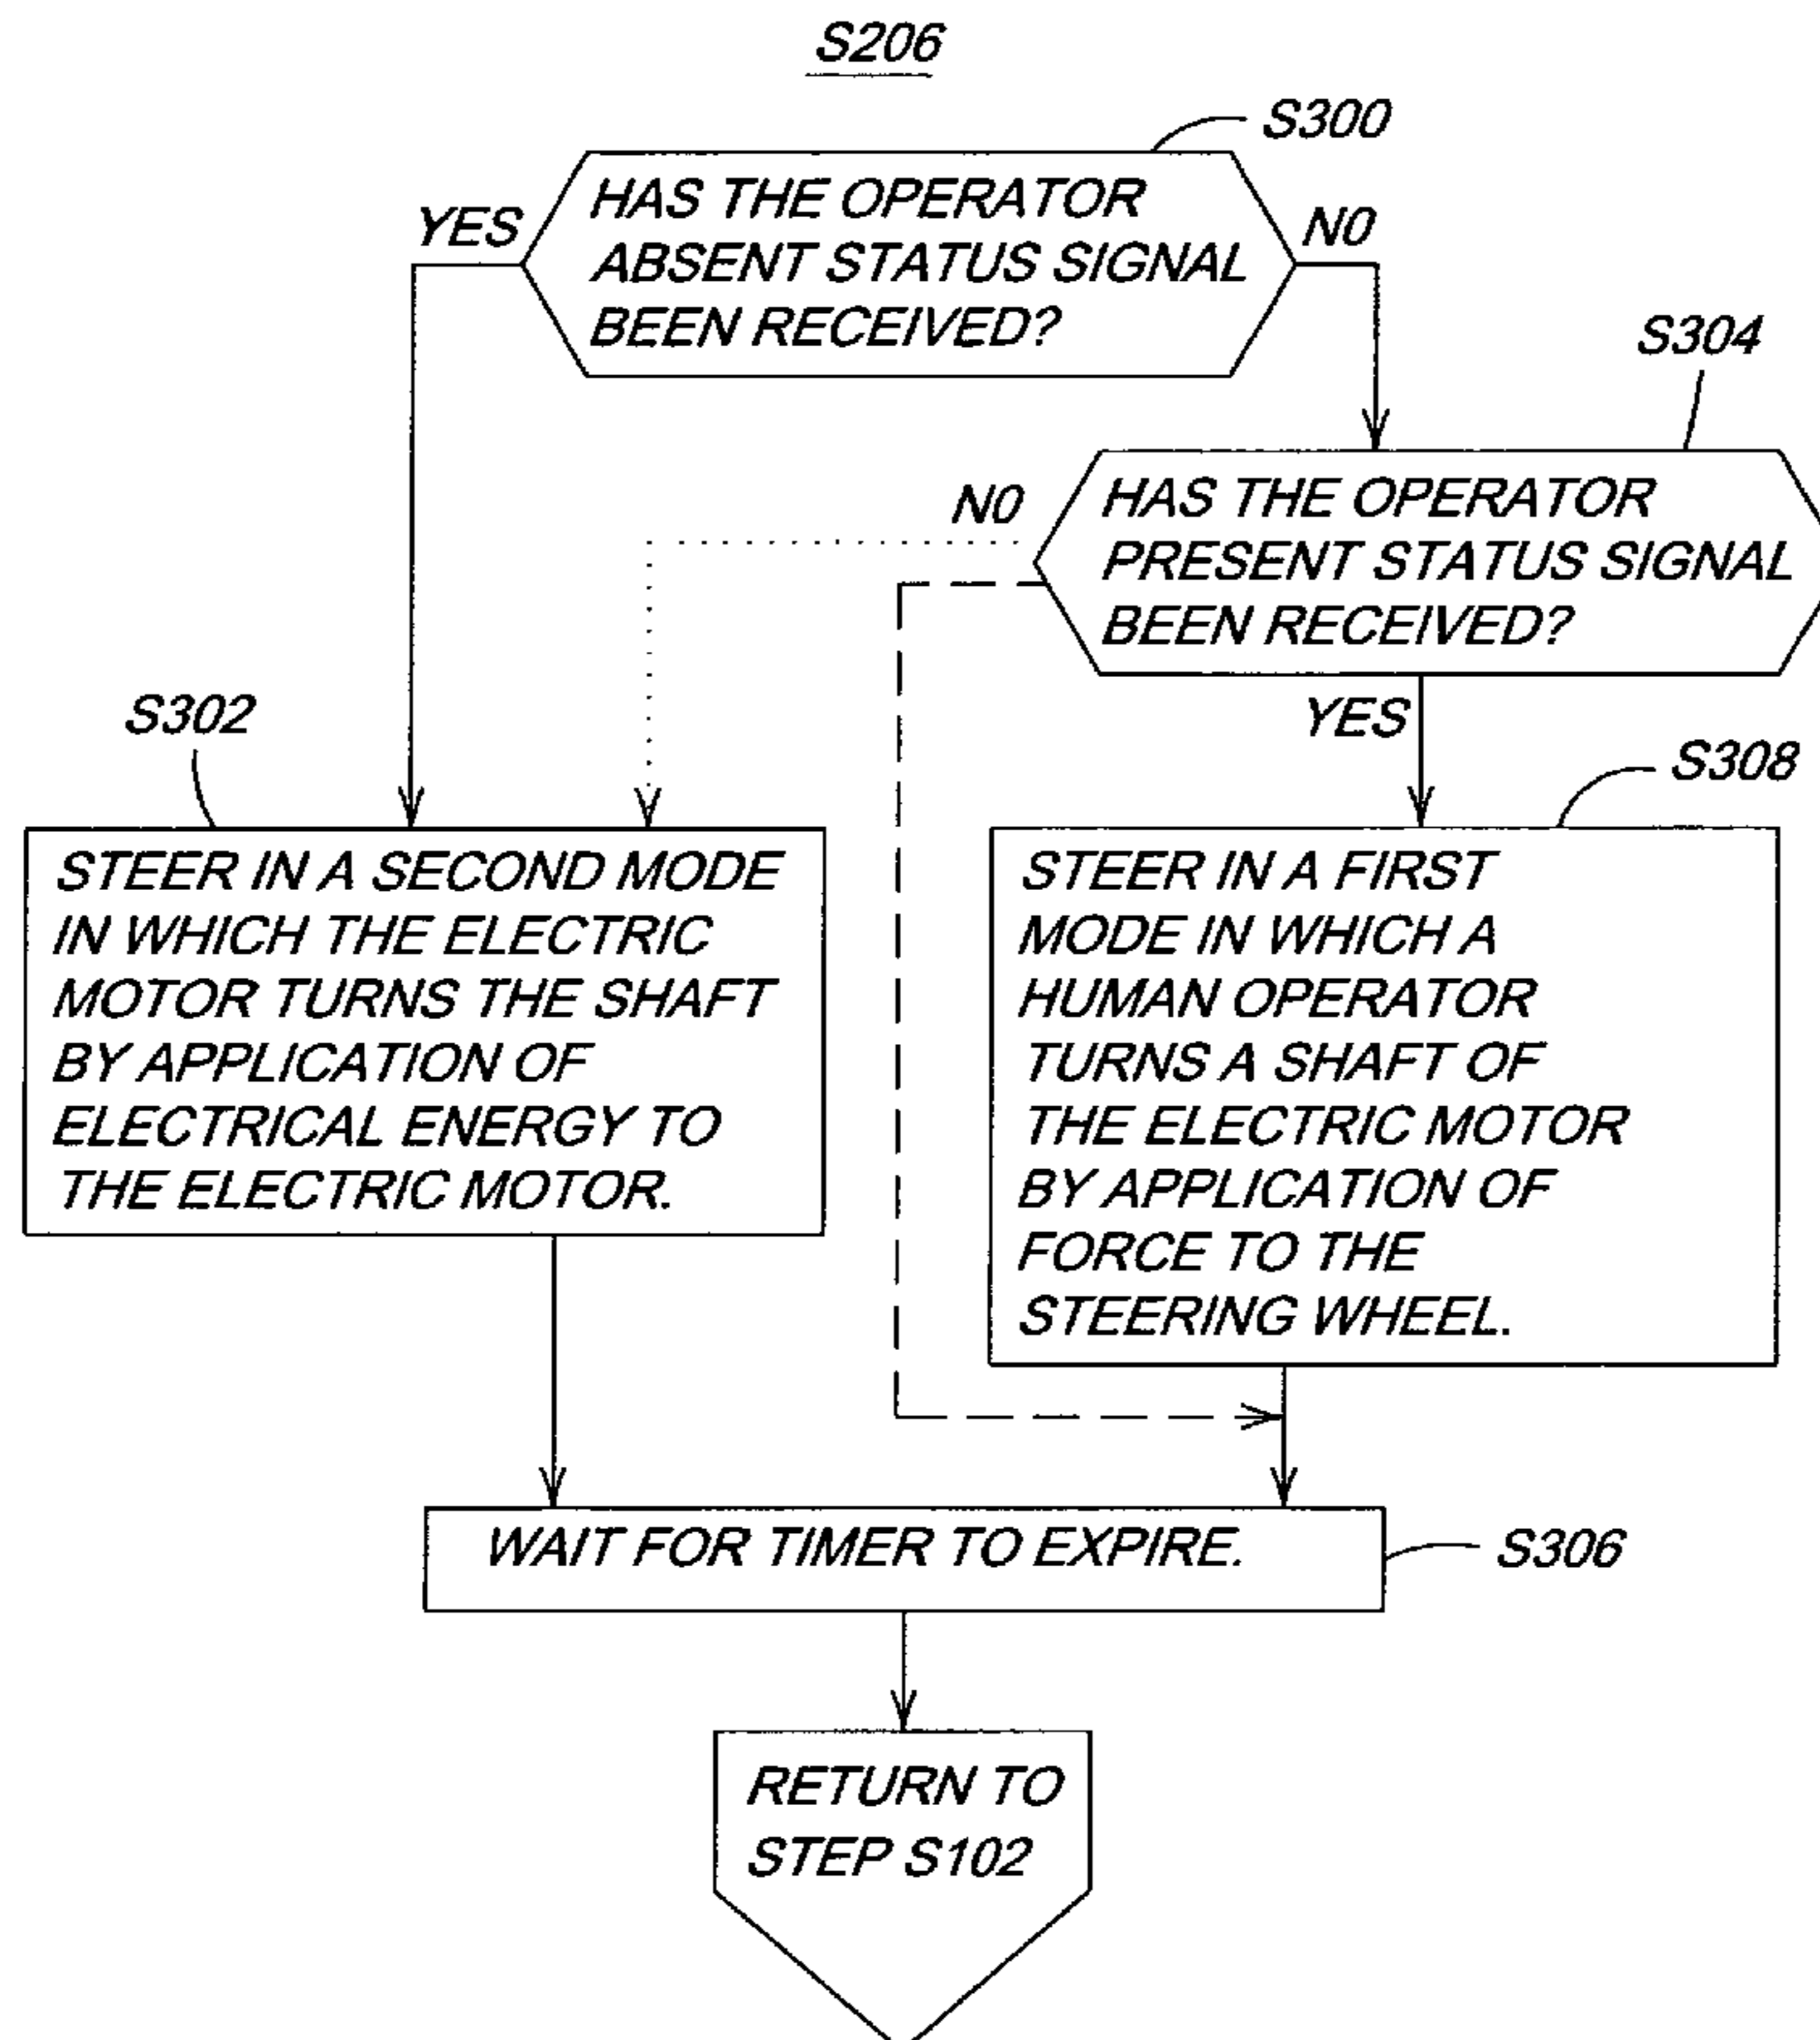 S206
S300
HAS THE OPERATOR
ABSENT STATUS SIGNAL
BEEN RECEIVED?
YES
NO
S304
HAS THE OPERATOR
PRESENT STATUS SIGNAL
BEEN RECEIVED?
NO
YES
S302
STEER IN A SECOND MODE
IN WHICH THE ELECTRIC
MOTOR TURNS THE SHAFT
BY APPLICATION OF
ELECTRICAL ENERGY TO
THE ELECTRIC MOTOR.
S308
STEER IN A FIRST
MODE IN WHICH A
HUMAN OPERATOR
TURNS A SHAFT OF
THE ELECTRIC MOTOR
BY APPLICATION OF
FORCE TO THE
STEERING WHEEL.
WAIT FOR TIMER TO EXPIRE.
S306
RETURN TO
STEP S102